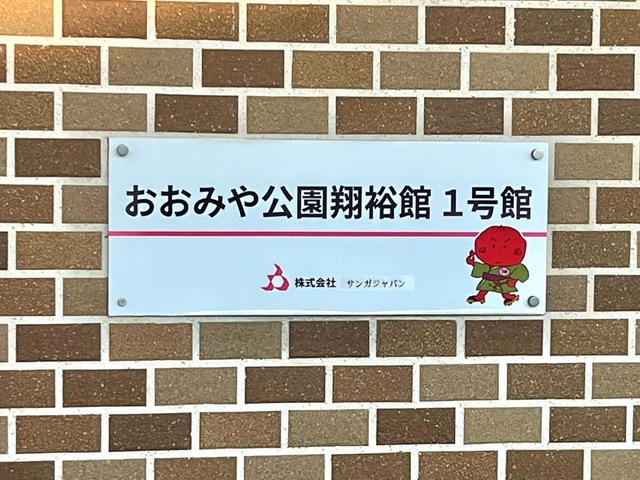 おおみや公園翔裕館 1号館
株式会社 サンガジャパン